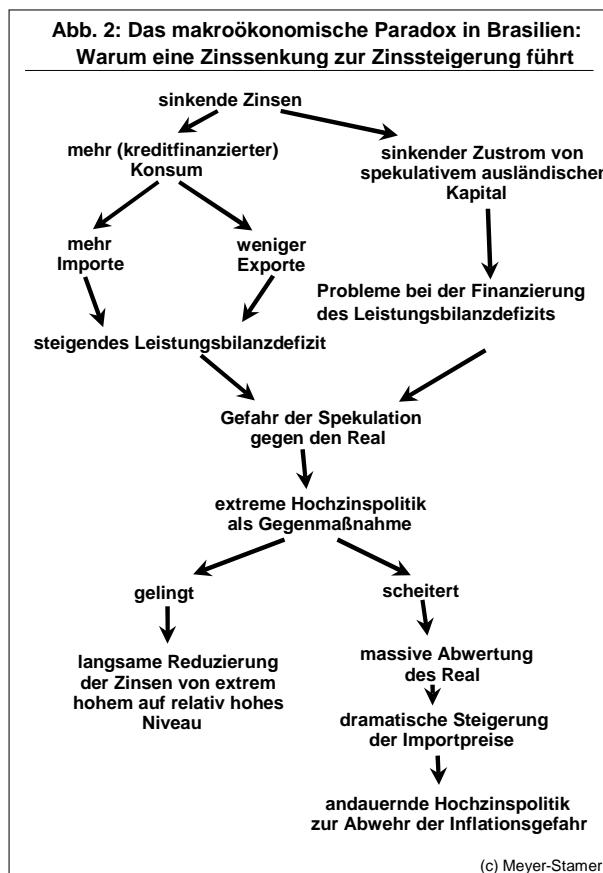 Abb. 2: Das makroökonomische Paradox in Brasilien:
Warum eine Zinssenkung zur Zinssteigerung führt
sinkende Zinsen
mehr (kreditfinanzierter)
Konsum
sinkender Zustrom von
spekulativem ausländischer
Kapital
mehr
Importe
weniger
Exporte
Probleme bei der Finanzierung
des Leistungsbilanzdefizits
steigendes Leistungsbilanzdefizit
Gefahr der Spekulation
gegen den Real
extreme Hochzinspolitik
als Gegenmaßnahme
gelingt
scheitert
langsame Reduzierung
der Zinsen von extrem
hohem auf relativ hohes
Niveau
massive Abwertung
des Real
dramatische Steigerung
der Importpreise
andauernde Hochzinspolitik
zur Abwehr der Inflationsgefahr
(c) Meyer-Stamer